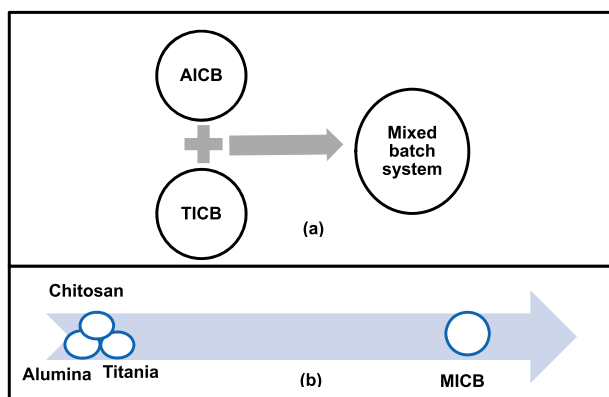 AICB
Mixed
batch
system
TICB
(a)
Chitosan
Alumina
Titania
(b)
MICB